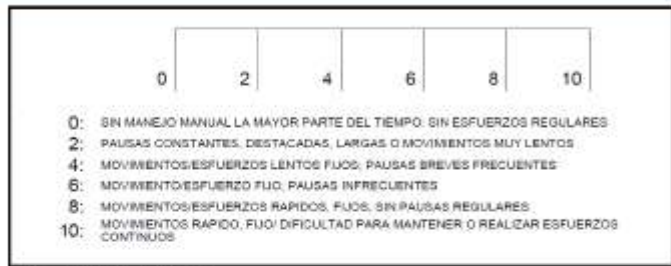 0 2 4 6 8 10
0: SIN MANEJO MANUAL LA MAYOR PARTE DEL TIEMPO. SIN ESFUERZOS REGULARES
2: PAUSAS CONSTANTES, DESTACADAS, LARGAS O MOVIMIENTOS MUY LENTOS
4: MOVIMIENTOS/ESFUERZOS LENTOS FIJOS; PAUSAS BREVES FRECUENTES
6: MOVIMIENTO/ESFUERZO FIJO, PAUSAS INFRECUENTES
8: MOVIMIENTOS/ESFUERZOS RAPIDOS, FIJOS, SIN PAUSAS REGULARES
10: MOVIMIENTOS RAPIDO, FIJO/ DIFICULTAD PARA MANTENER O REALIZAR ESFUERZOS
CONTINUOS